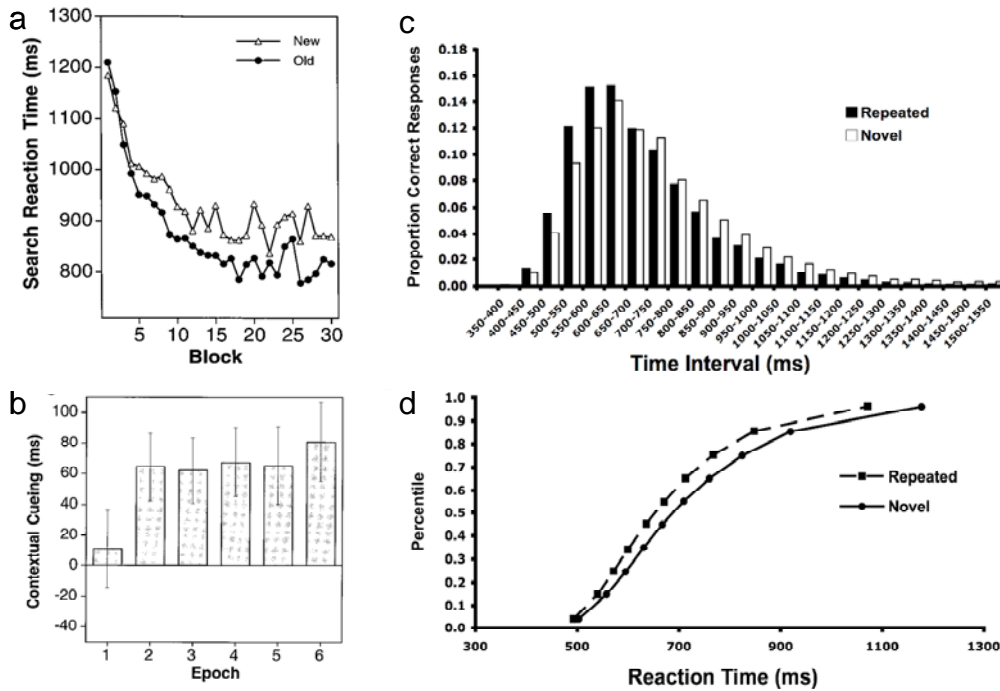 a
1300
1200
1100
1000
900
800
Search Reaction Time (ms)
New
Old
5 10 15 20 25 30
Block
b
100
80
60
40
20
0
-20
-40
Contextual Cueing (ms)
1 2 3 4 5 6
Epoch
c
0.18
0.16
0.14
0.12
0.10
0.08
0.06
0.04
0.02
0.00
Proportion Correct Responses
Repeated
Novel
350-400
400-450
450-500
500-550
550-600
600-650
650-700
700-750
750-800
800-850
850-900
900-950
950-1000
1000-1050
1050-1100
1100-1150
1150-1200
1200-1250
1250-1300
1300-1350
1350-1400
1400-1450
1450-1500
1500-1550
Time Interval (ms)
d
1.0
0.9
0.8
0.7
0.6
0.5
0.4
0.3
0.2
0.1
0.0
Percentile
Repeated
Novel
300 500 700 900 1100 1300
Reaction Time (ms)